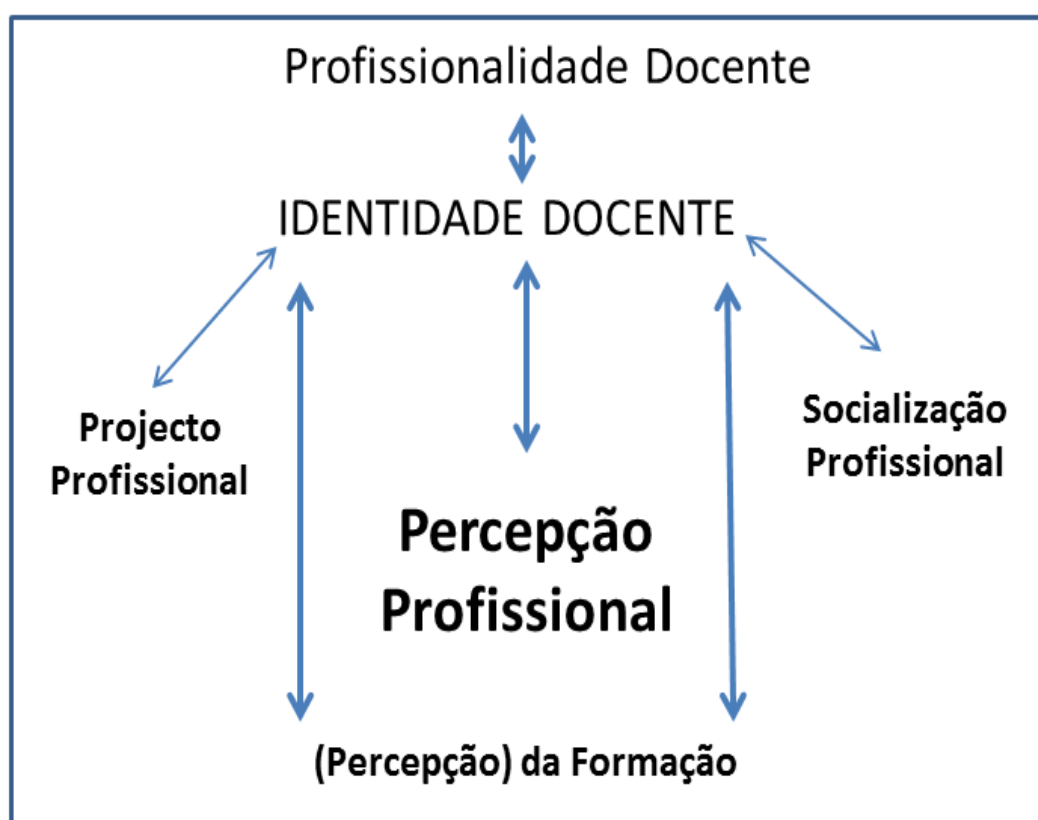 Profissionalidade Docente
IDENTIDADE DOCENTE
Projecto
Profissional
Socialização
Profissional
Percepção
Profissional
(Percepção) da Formação